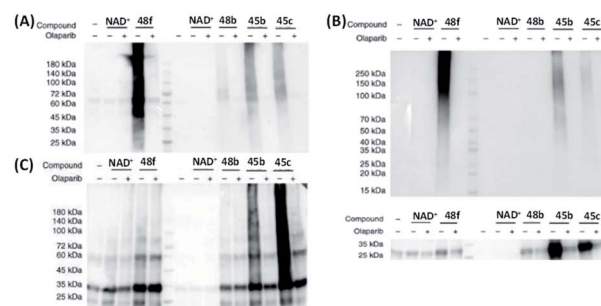 (A)
Compound NAD+ 48f NAD+ 48b 45b 45c
Olaparib – – + – + – – + – + – + – +
180 kDa
140 kDa
100 kDa
72 kDa
60 kDa
45 kDa
35 kDa
25 kDa
(B)
Compound NAD+ 48f NAD+ 48b 45b 45c
Olaparib – – + – + – – + – + – + – +
250 kDa
150 kDa
100 kDa
70 kDa
50 kDa
40 kDa
35 kDa
25 kDa
20 kDa
15 kDa
Compound NAD+ 48f NAD+ 48b 45b 45c
Olaparib – – + – + – – + – + – + – +
35 kDa
25 kDa
(C)
Compound NAD+ 48f NAD+ 48b 45b 45c
Olaparib – – + – + – – + – + – + – +
180 kDa
140 kDa
100 kDa
72 kDa
60 kDa
45 kDa
35 kDa
25 kDa